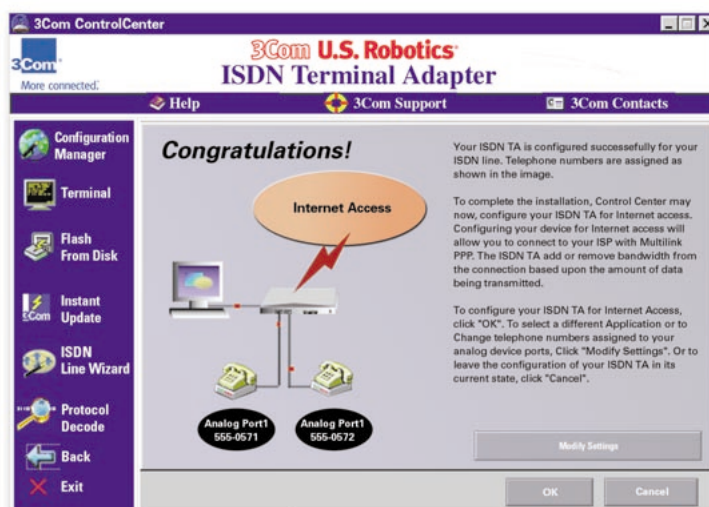 3Com ControlCenter
3Com
More connected.
3Com U.S. Robotics
ISDN Terminal Adapter
Help
3Com Support
3Com Contacts
Configuration
Manager
Terminal
Flash
From Disk
3Com
Instant
Update
ISDN
Line Wizard
Protocol
Decode
Back
Exit
Congratulations!
Internet Access
Analog Port1
555-0571
Analog Port1
555-0572
Your ISDN TA is configured successefully for your
ISDN line. Telephone numbers are assigned as
shown in the image.
To complete the installation, Control Center may
now, configure your ISDN TA for Internet access.
Configuring your device for Internet access will
allow you to connect to your ISP with Multilink
PPP. The ISDN TA add or remove bandwidth from
the connection based upon the amount of data
being transmitted.
To configure your ISDN TA for Internet Access,
click "OK". To select a different Application or to
Change telephone numbers assigned to your
analog device ports, Click "Modify Settings". Or to
leave the configuration of your ISDN TA in its
current state, click "Cancel".
Modify Settings
OK
Cancel